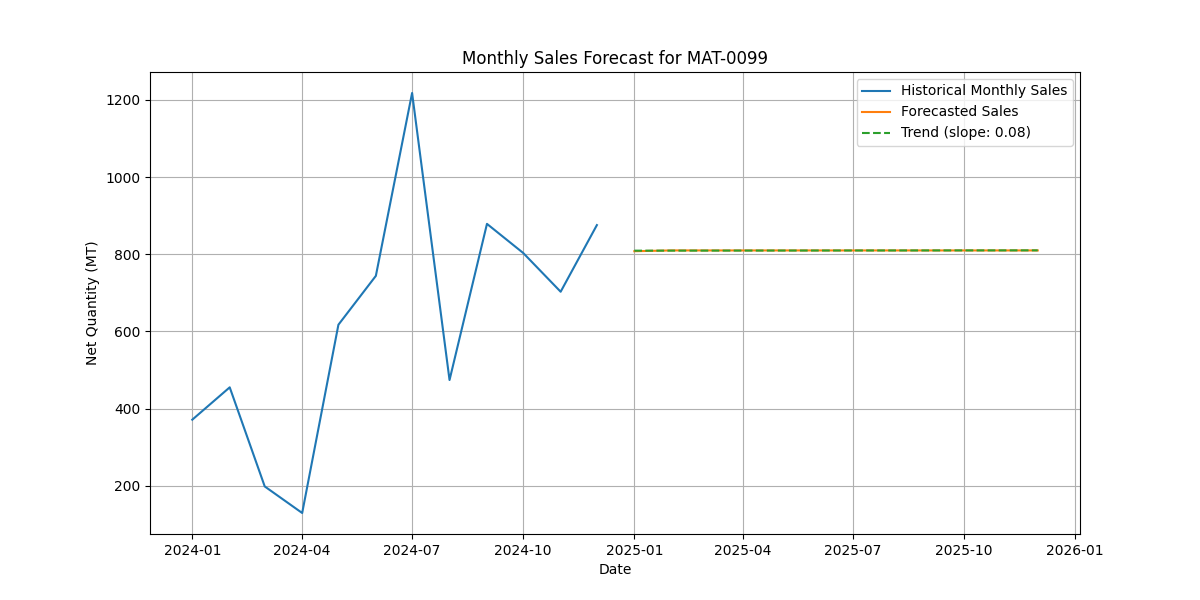 Monthly Sales Forecast for MAT-0099
Historical Monthly Sales
Forecasted Sales
Trend (slope: 0.08)
Net Quantity (MT)
1200
1000
800
600
400
200
2024-01 2024-04 2024-07 2024-10 2025-01 2025-04 2025-07 2025-10 2026-01
Date